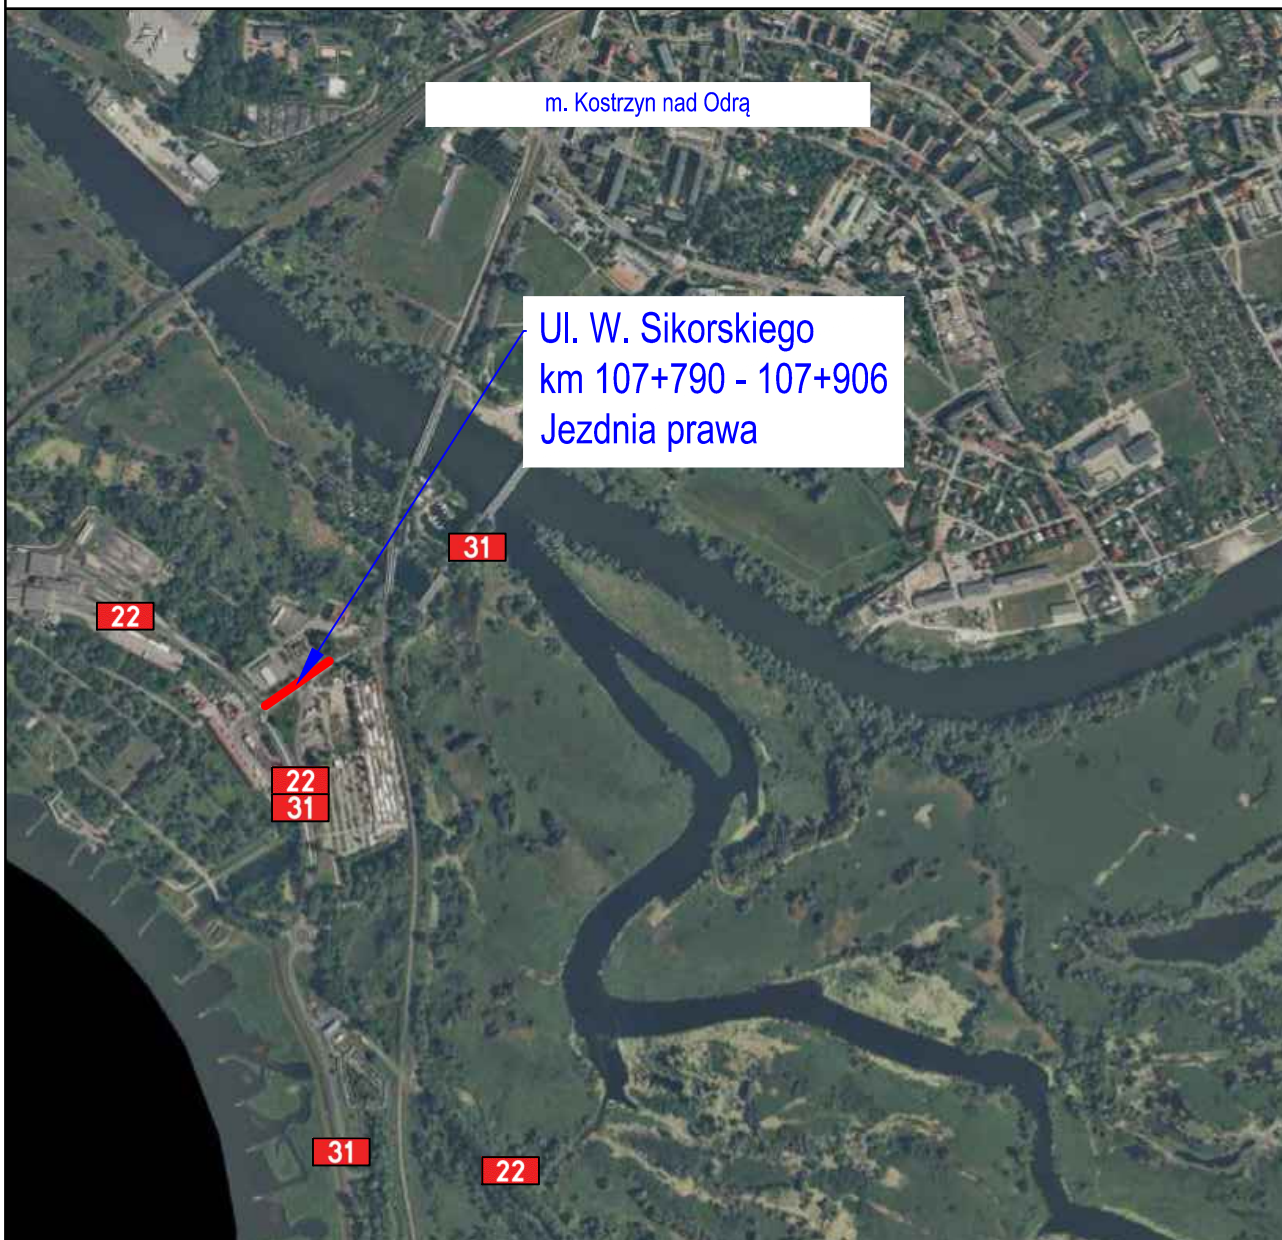 m. Kostrzyn nad Odrą
Ul. W. Sikorskiego
km 107+790 - 107+906
Jezdnia prawa
31
22
22
31
31
22